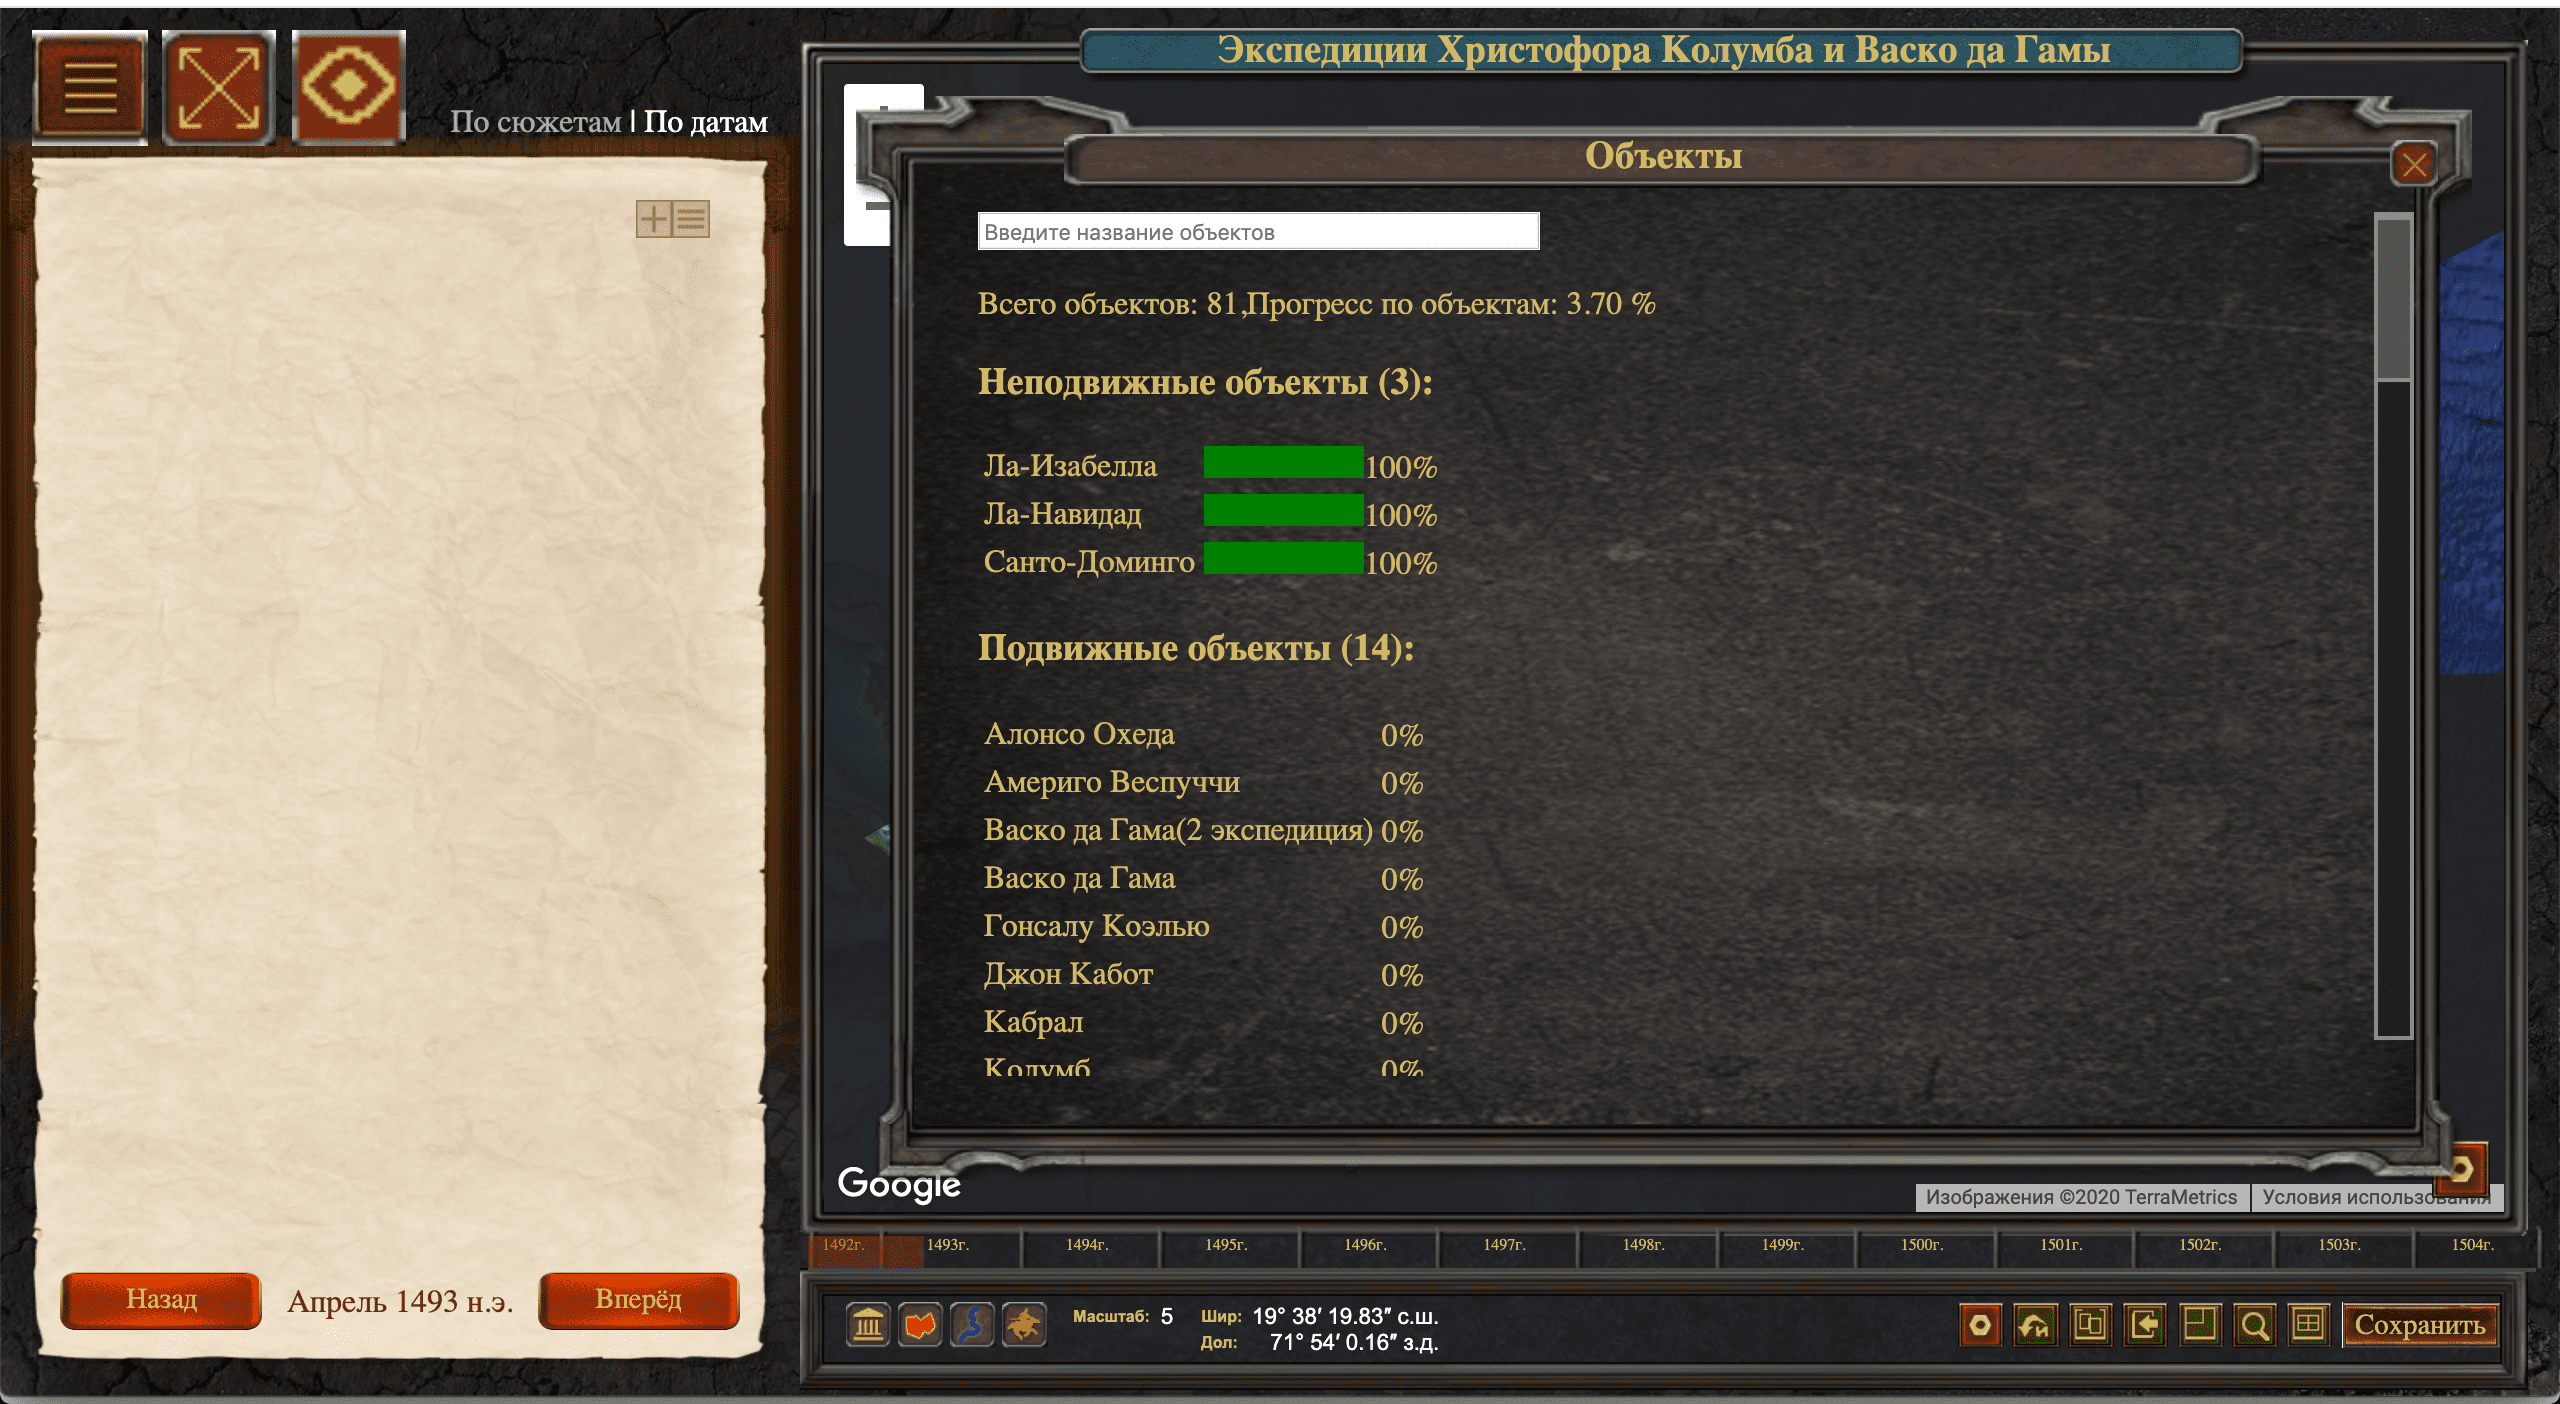 Экспедиции Христофора Колумба и Васко да Гамы
По сюжетам | По датам
Объекты
Введите название объектов
Всего объектов: 81,Прогресс по объектам: 3.70 %
Неподвижные объекты (3):
Ла-Изабелла 100%
Ла-Навидад 100%
Санто-Доминго 100%
Подвижные объекты (14):
Алонсо Охеда 0%
Америго Веспуччи 0%
Васко да Гама(2 экспедиция) 0%
Васко да Гама 0%
Гонсалу Коэлью 0%
Джон Кабот 0%
Кабрал 0%
Колумб 0%
Google
Изображения ©2020 TerraMetrics
Условия использования
1492г. 1493г. 1494г. 1495г. 1496г. 1497г. 1498г. 1499г. 1500г. 1501г. 1502г. 1503г. 1504г.
Назад Апрель 1493 н.э. Вперёд
Масштаб: 5 Шир: 19° 38′ 19.83″ с.ш.
Дол: 71° 54′ 0.16″ з.д.
Сохранить